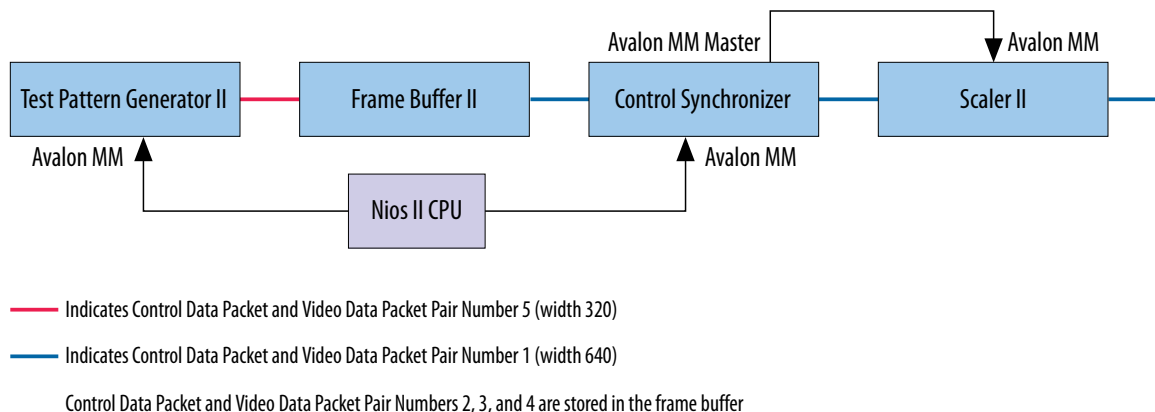 Avalon MM Master
Avalon MM
Test Pattern Generator II
Frame Buffer II
Control Synchronizer
Scaler II
Avalon MM
Avalon MM
Nios II CPU
Indicates Control Data Packet and Video Data Packet Pair Number 5 (width 320)
Indicates Control Data Packet and Video Data Packet Pair Number 1 (width 640)
Control Data Packet and Video Data Packet Pair Numbers 2, 3, and 4 are stored in the frame buffer